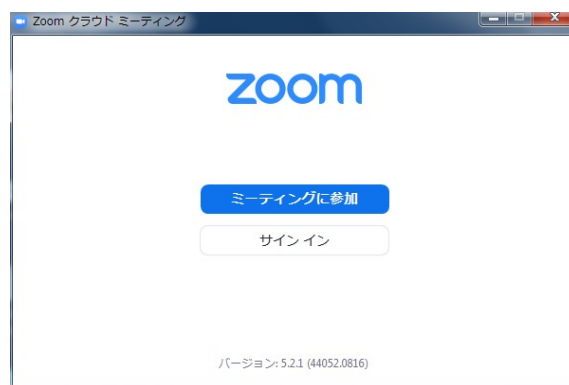 Zoom クラウド ミーティング
zoom
ミーティングに参加
サイン イン
バージョン: 5.2.1 (44052.0816)